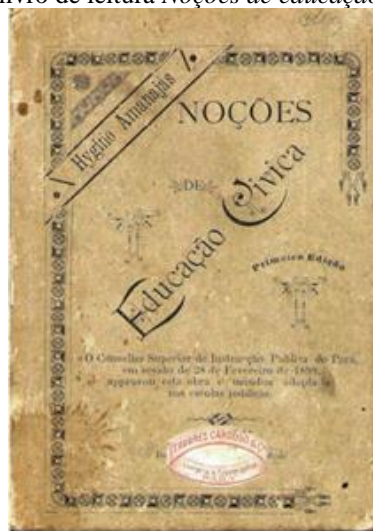 livro de leitura Noções de educação
Hygino Amanajás
NOÇÕES
DE
Educação Civica
Primeira Edição
O Conselho Superior de Instrucção Publica do Pará,
em sessão de 28 de Fevereiro de
approvou esta obra e mandou adoptal-a
nas escolas publicas.
TAVARES CARDOSO & C.ª